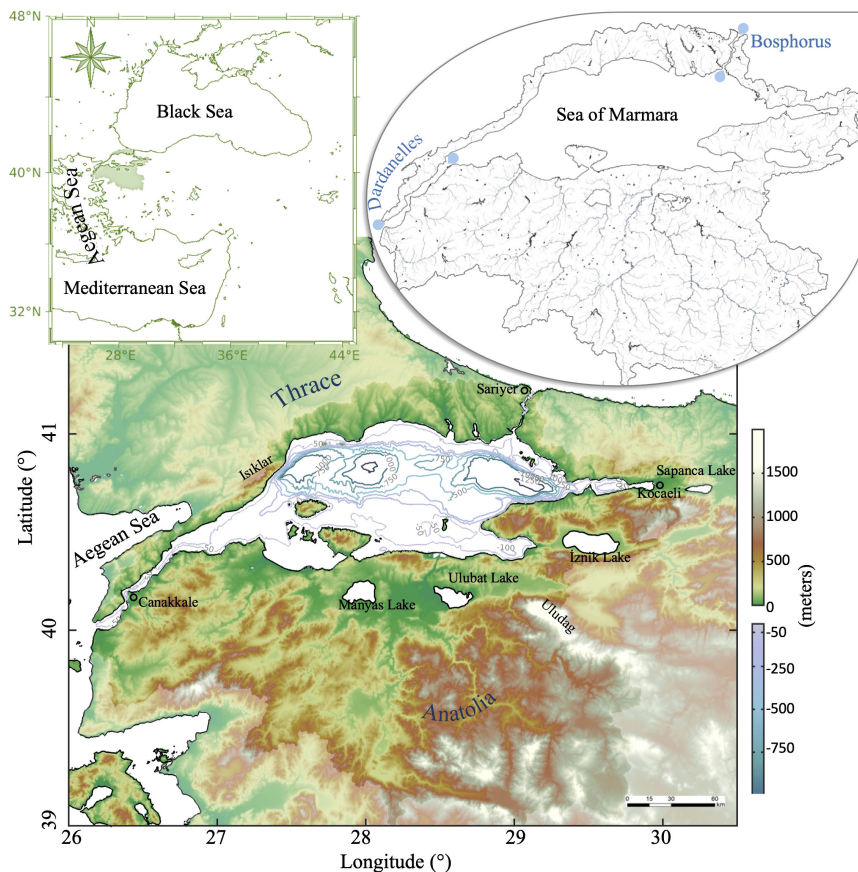 48°N
N
Black Sea
40°N
Aegean Sea
Mediterranean Sea
32°N
28°E
36°E
44°E
Bosphorus
Sea of Marmara
Dardanelles
Thrace
Sariyer
Isıklar
Sapanca Lake
Kocaeli
Aegean Sea
İznik Lake
Ulubat Lake
Canakkale
Manyas Lake
Uludag
Anatolia
-50
-1000
-750
-500
-1250
-50
-50
-100
41
40
39
Latitude (°)
26
27
28
29
30
Longitude (°)
0
15
30
60
km
1500
1000
500
0
-50
-250
-500
-750
(meters)